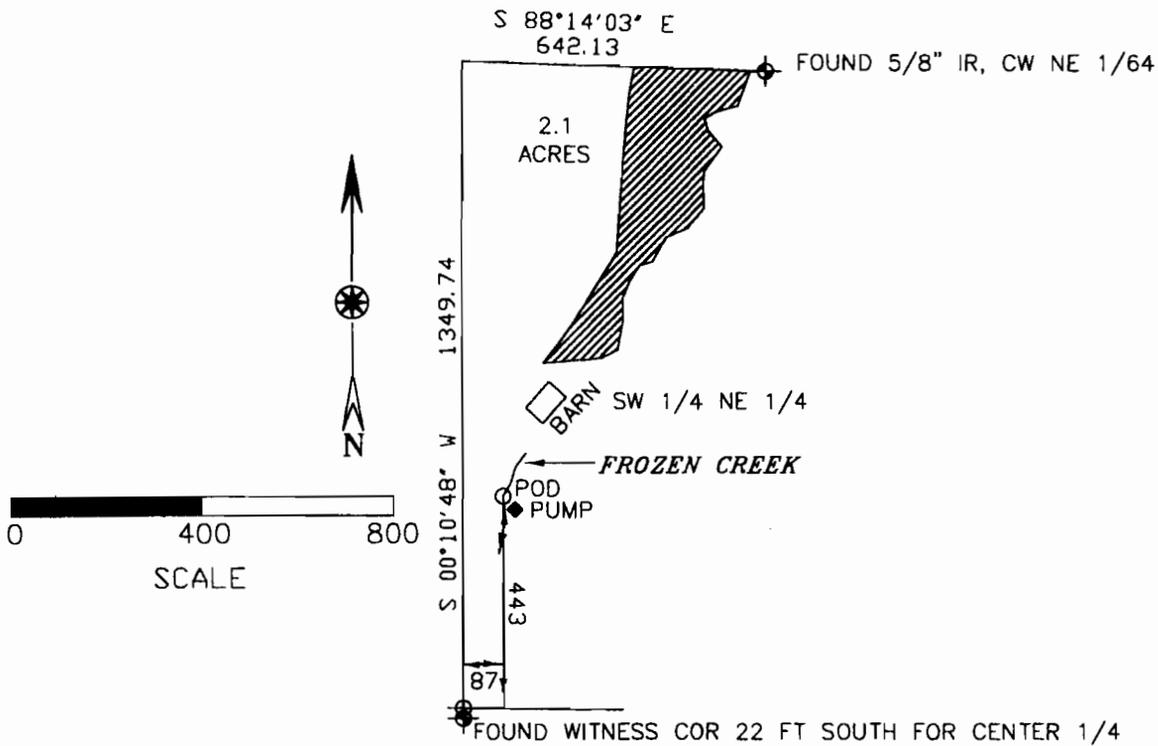 S 88°14'03" E
642.13
FOUND 5/8" IR, CW NE 1/64
2.1
ACRES
1349.74
S 00°10'48" W
N
BARN
SW 1/4 NE 1/4
FROZEN CREEK
POD
PUMP
0 400 800
SCALE
443
87
FOUND WITNESS COR 22 FT SOUTH FOR CENTER 1/4